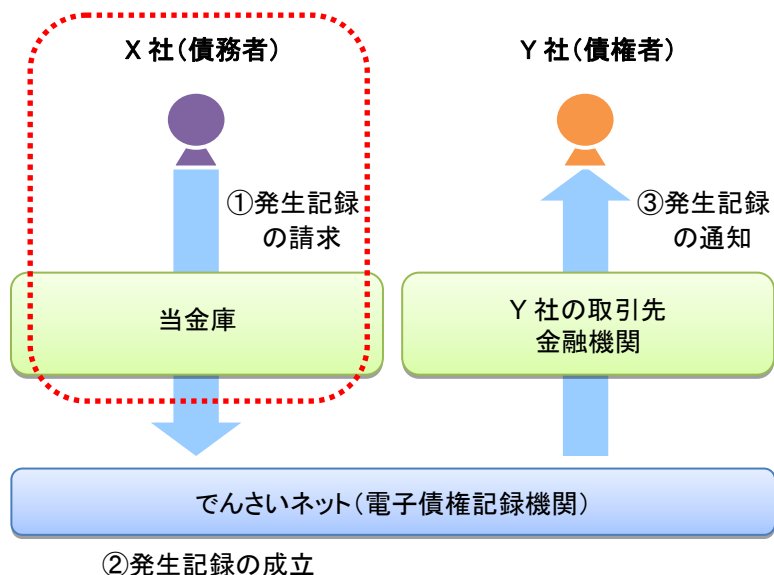 X 社（債務者）
Y 社（債権者）
①発生記録
の請求
③発生記録
の通知
当金庫
Y 社の取引先
金融機関
でんさいネット（電子債権記録機関）
②発生記録の成立